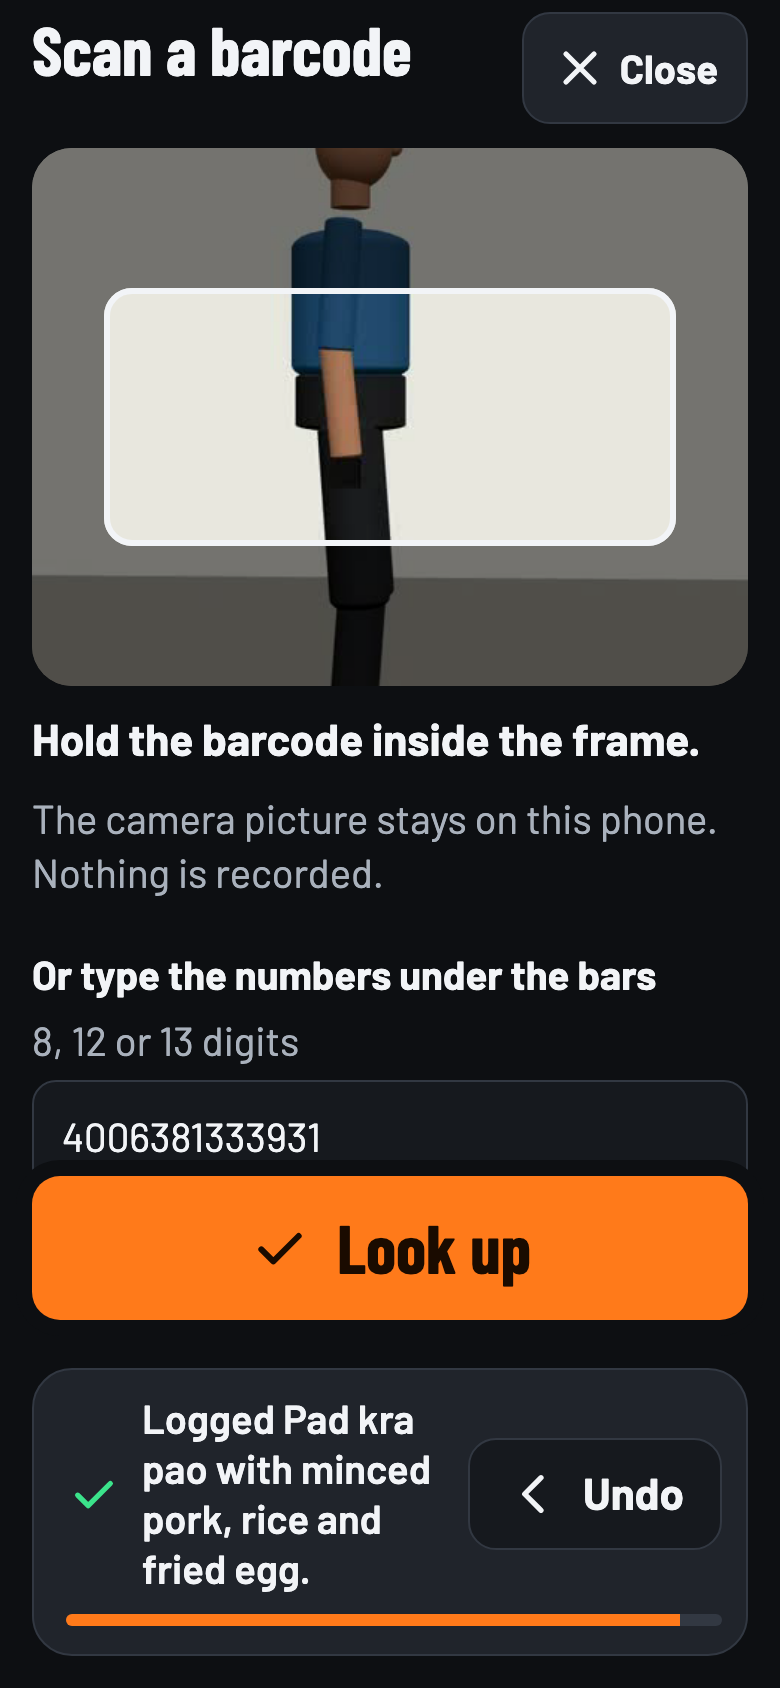 Scan a barcode
Close
Hold the barcode inside the frame.
The camera picture stays on this phone.
Nothing is recorded.
Or type the numbers under the bars
8, 12 or 13 digits
4006381333931
Look up
Logged Pad kra
pao with minced
pork, rice and
fried egg.
Undo